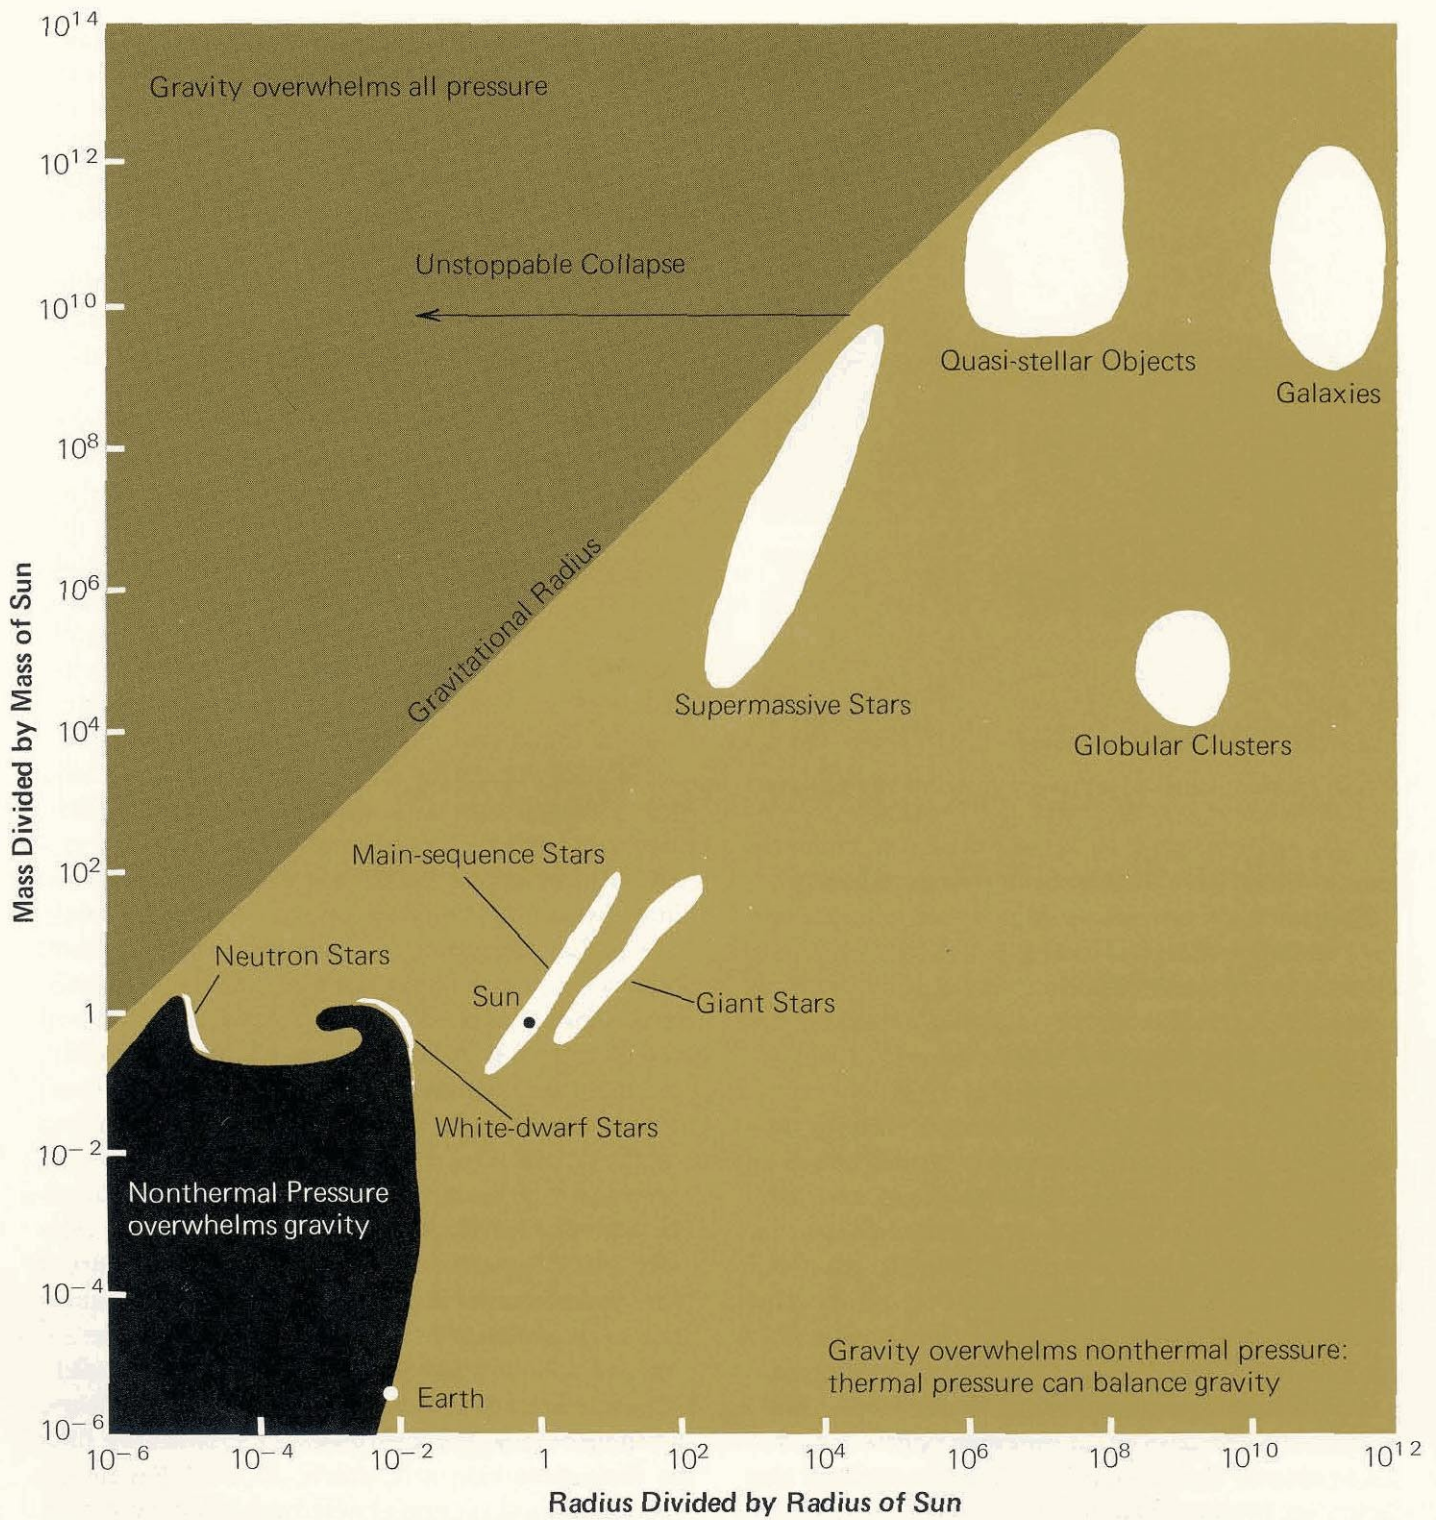 10¹⁴
Gravity overwhelms all pressure
10¹²
Unstoppable Collapse
10¹⁰
Quasi-stellar Objects
Galaxies
10⁸
Gravitational Radius
10⁶
Supermassive Stars
10⁴
Globular Clusters
Mass Divided by Mass of Sun
Main-sequence Stars
10²
Neutron Stars
Sun
Giant Stars
1
White-dwarf Stars
10⁻²
Nonthermal Pressure
overwhelms gravity
10⁻⁴
Gravity overwhelms nonthermal pressure:
thermal pressure can balance gravity
Earth
10⁻⁶
10⁻⁶ 10⁻⁴ 10⁻² 1 10² 10⁴ 10⁶ 10⁸ 10¹⁰ 10¹²
Radius Divided by Radius of Sun